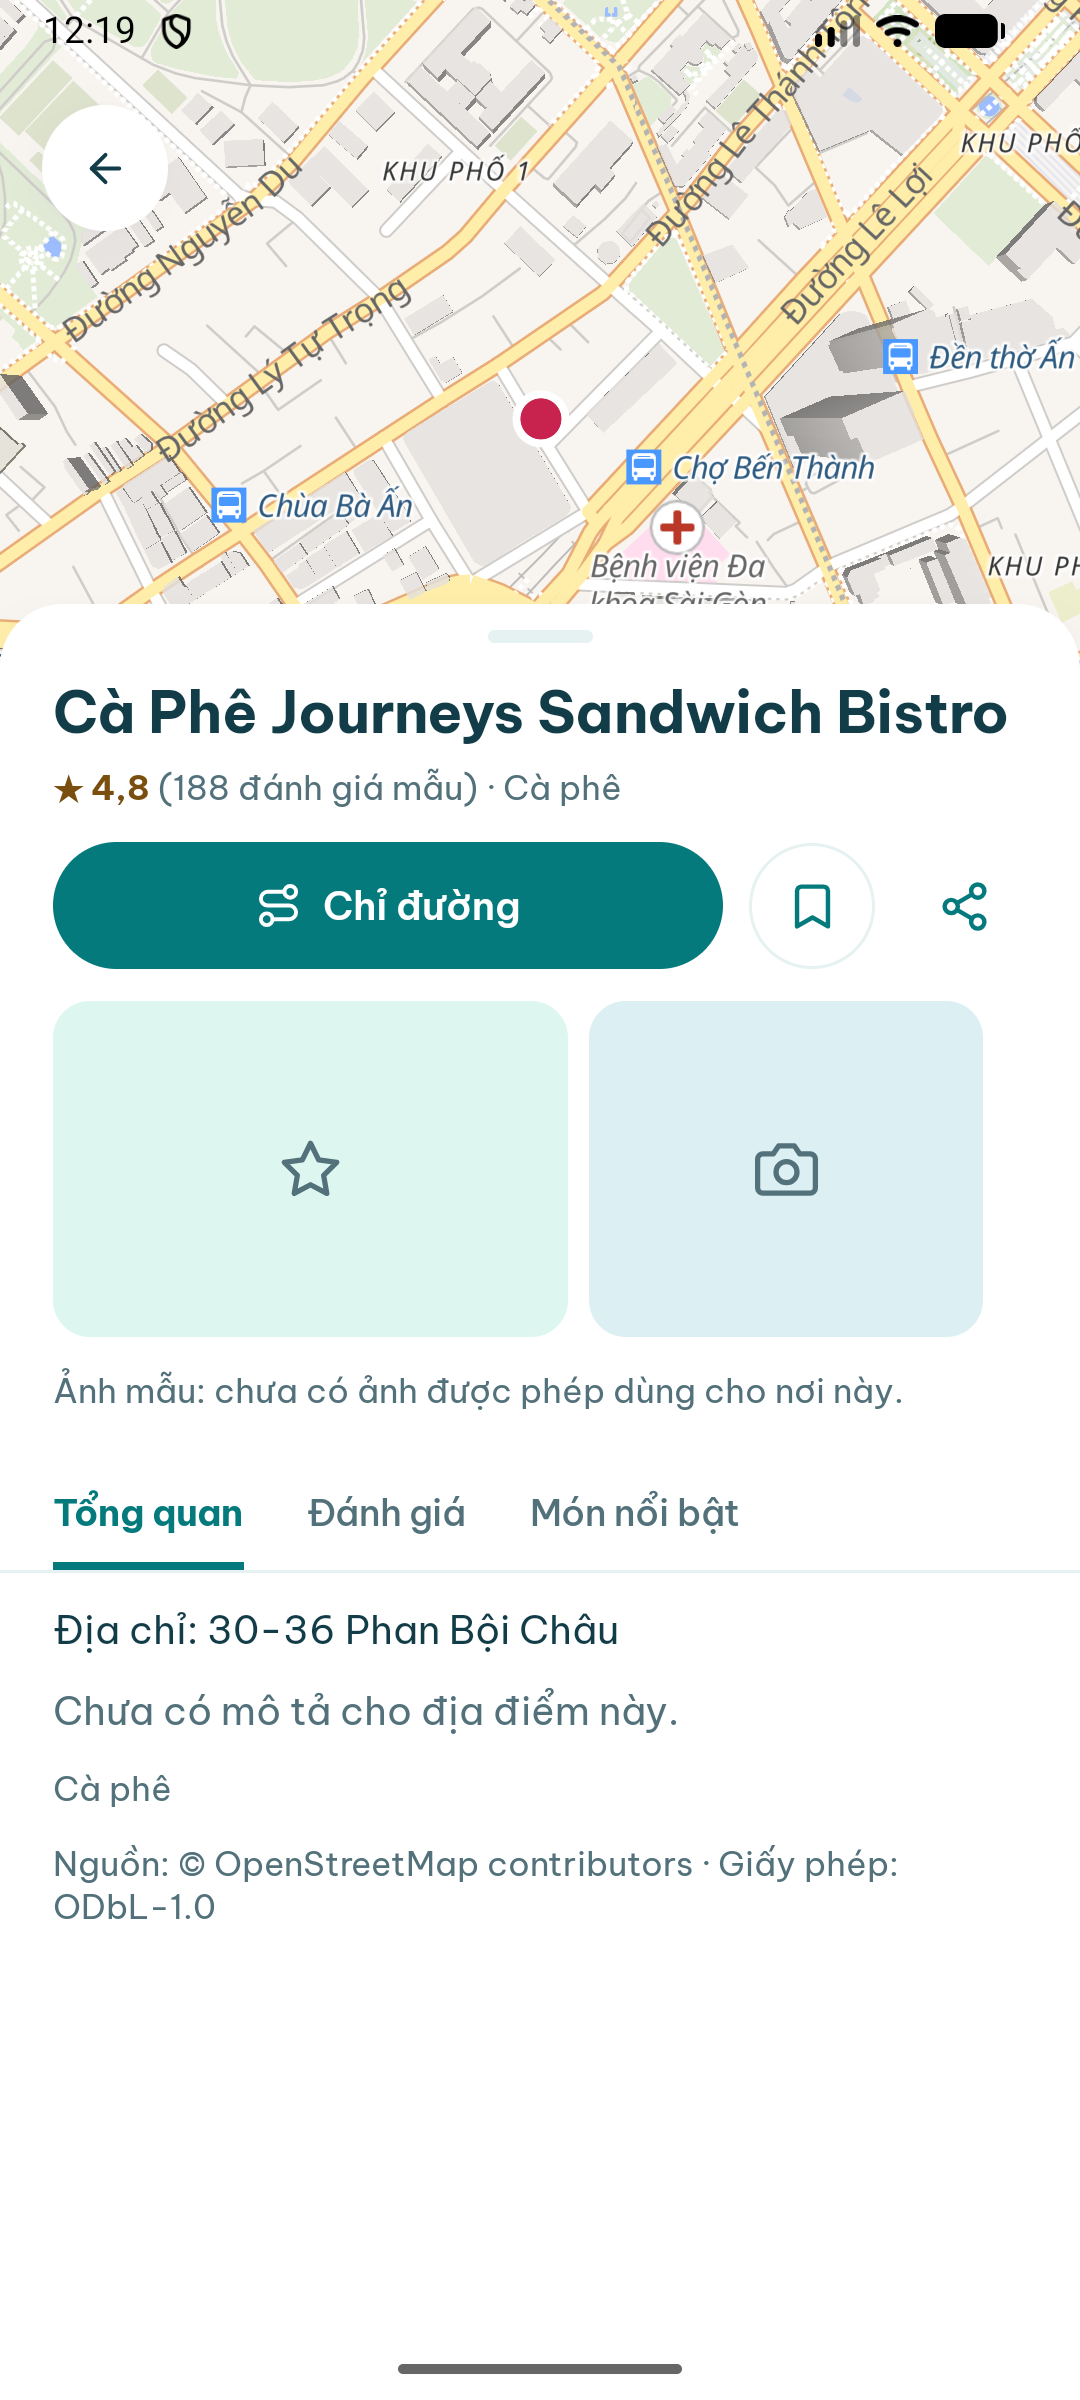 12:19
Đường Lê Thánh Tôn
KHU PHỐ
KHU PHỐ 1
Đường Nguyễn Du
Đường Lê Lợi
Đường Lý Tự Trọng
Đền thờ Ấn
Chợ Bến Thành
Chùa Bà Ấn
Bệnh viện Đa
khoa Sài Gòn
KHU PH
Cà Phê Journeys Sandwich Bistro
★ 4,8 (188 đánh giá mẫu) · Cà phê
Chỉ đường
Ảnh mẫu: chưa có ảnh được phép dùng cho nơi này.
Tổng quan Đánh giá Món nổi bật
Địa chỉ: 30-36 Phan Bội Châu
Chưa có mô tả cho địa điểm này.
Cà phê
Nguồn: © OpenStreetMap contributors · Giấy phép:
ODbL-1.0